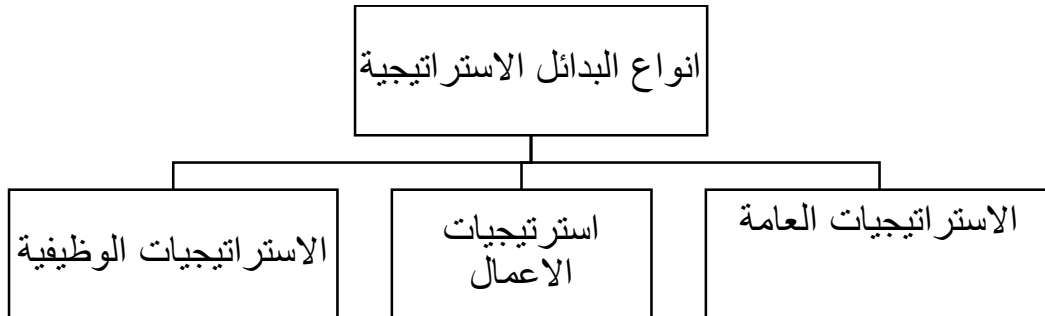 انواع البدائل الاستراتيجية
الاستراتيجيات العامة
استرتيجيات
الاعمال
الاستراتيجيات الوظيفية